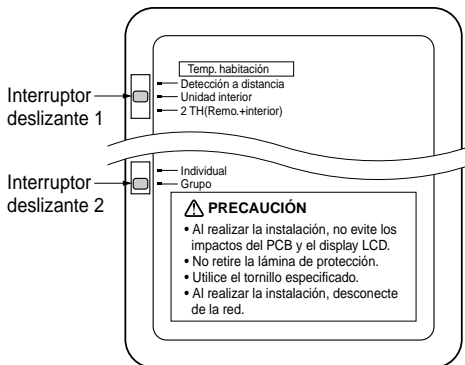 Temp. habitación
Detección a distancia
Interruptor
deslizante 1
Unidad interior
2 TH(Remo.+interior)
Interruptor
deslizante 2
Individual
Grupo
PRECAUCIÓN
• Al realizar la instalación, no evite los
impactos del PCB y el display LCD.
• No retire la lámina de protección.
• Utilice el tornillo especificado.
• Al realizar la instalación, desconecte
de la red.